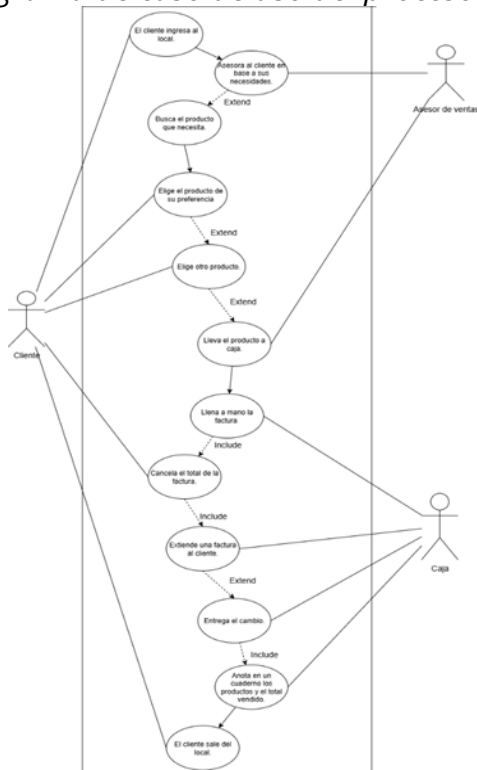 El cliente ingresa al
local.
Asesora al cliente en
base a sus
necesidades.
Asesor de ventas
Extend
Busca el producto
que necesita.
Elige el producto de
su preferencia
Extend
Elige otro producto.
Extend
Cliente
Lleva el producto a
caja.
Llena a mano la
factura
Include
Cancela el total de la
factura.
Include
Extiende una factura
al cliente.
Caja
Extend
Entrega el cambio.
Include
Anota en un
cuaderno los
productos y el total
vendido.
El cliente sale del
local.